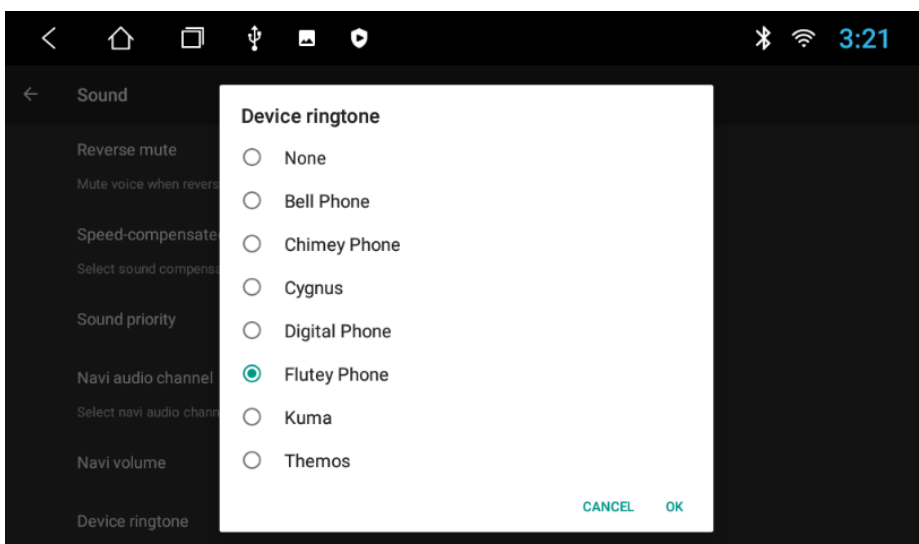 3:21
Sound
Device ringtone
Reverse mute
None
Mute voice when revers
Bell Phone
Speed-compensate
Chimey Phone
Select sound compensa
Cygnus
Sound priority
Digital Phone
Navi audio channel
Flutey Phone
Select navi audio chann
Kuma
Navi volume
Themos
CANCEL OK
Device ringtone